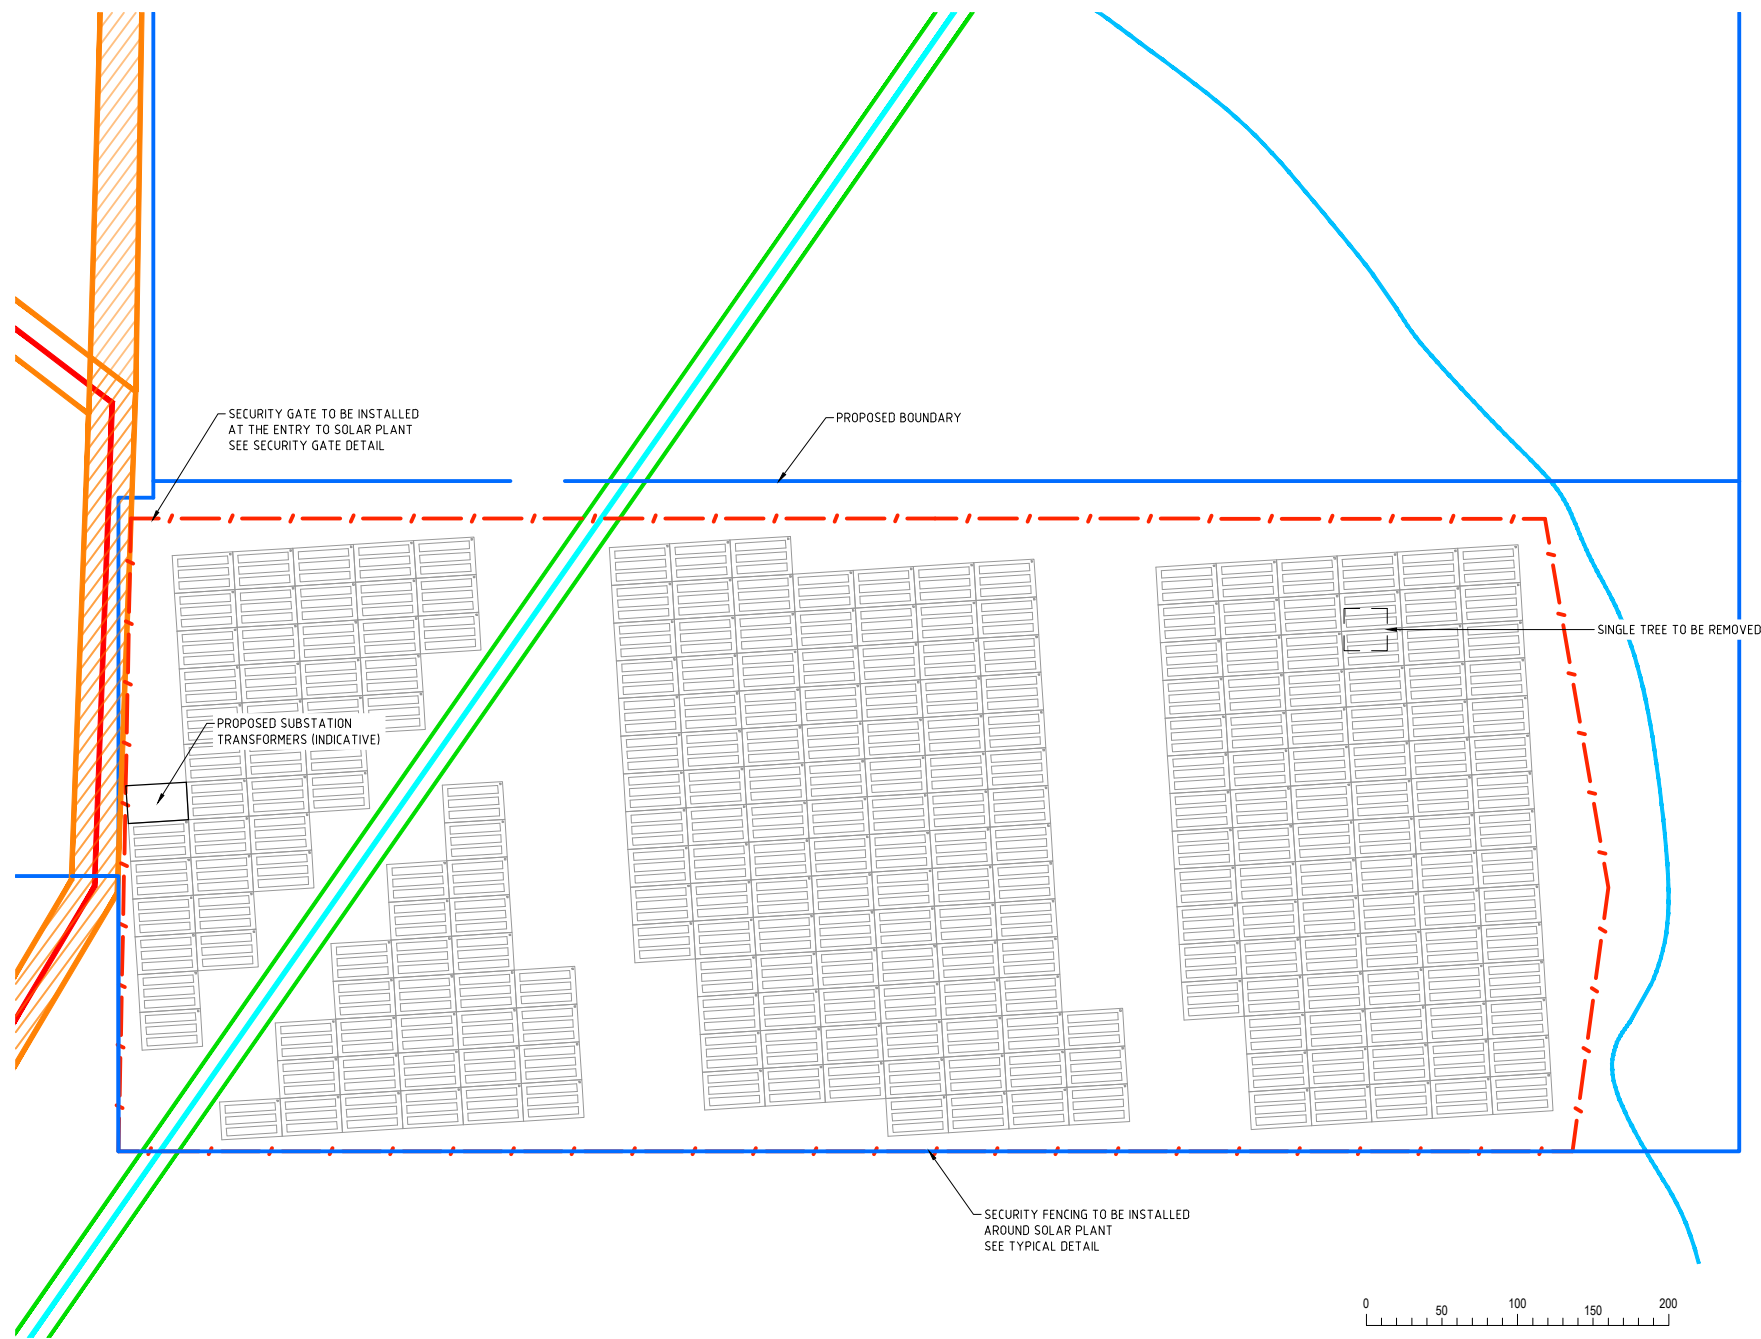 SECURITY GATE TO BE INSTALLED
AT THE ENTRY TO SOLAR PLANT
SEE SECURITY GATE DETAIL
PROPOSED BOUNDARY
SINGLE TREE TO BE REMOVED
PROPOSED SUBSTATION
TRANSFORMERS (INDICATIVE)
SECURITY FENCING TO BE INSTALLED
AROUND SOLAR PLANT
SEE TYPICAL DETAIL
0 50 100 150 200